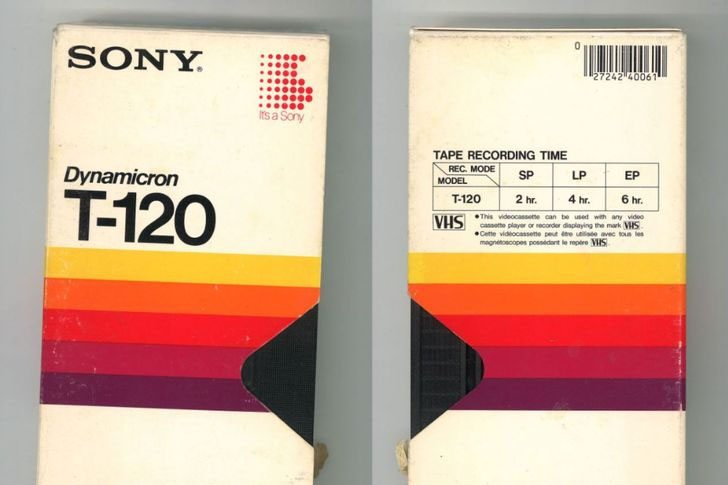 SONY®
It's a Sony
Dynamicron
T-120
0
27242 40061
TAPE RECORDING TIME
REC. MODE
MODEL
SP
LP
EP
T-120
2 hr.
4 hr.
6 hr.
VHS
●This videocassette can be used with any video
cassette player or recorder displaying the mark VHS.
●Cette vidéocassette peut être utilisée avec tous les
magnétoscopes possédant le repère VHS.